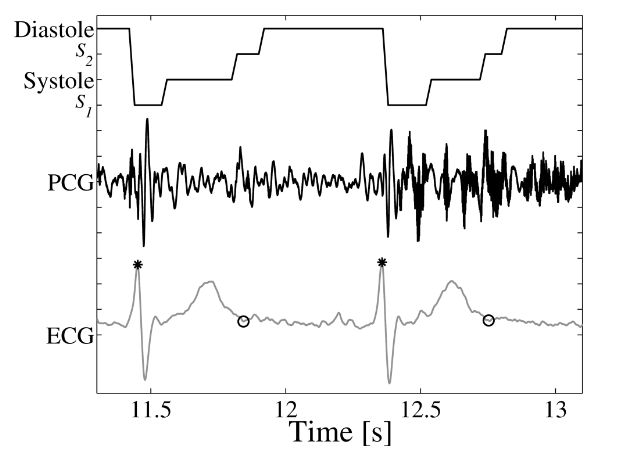 Diastole
S2
Systole
S1
PCG
ECG
11.5 12 12.5 13
Time [s]